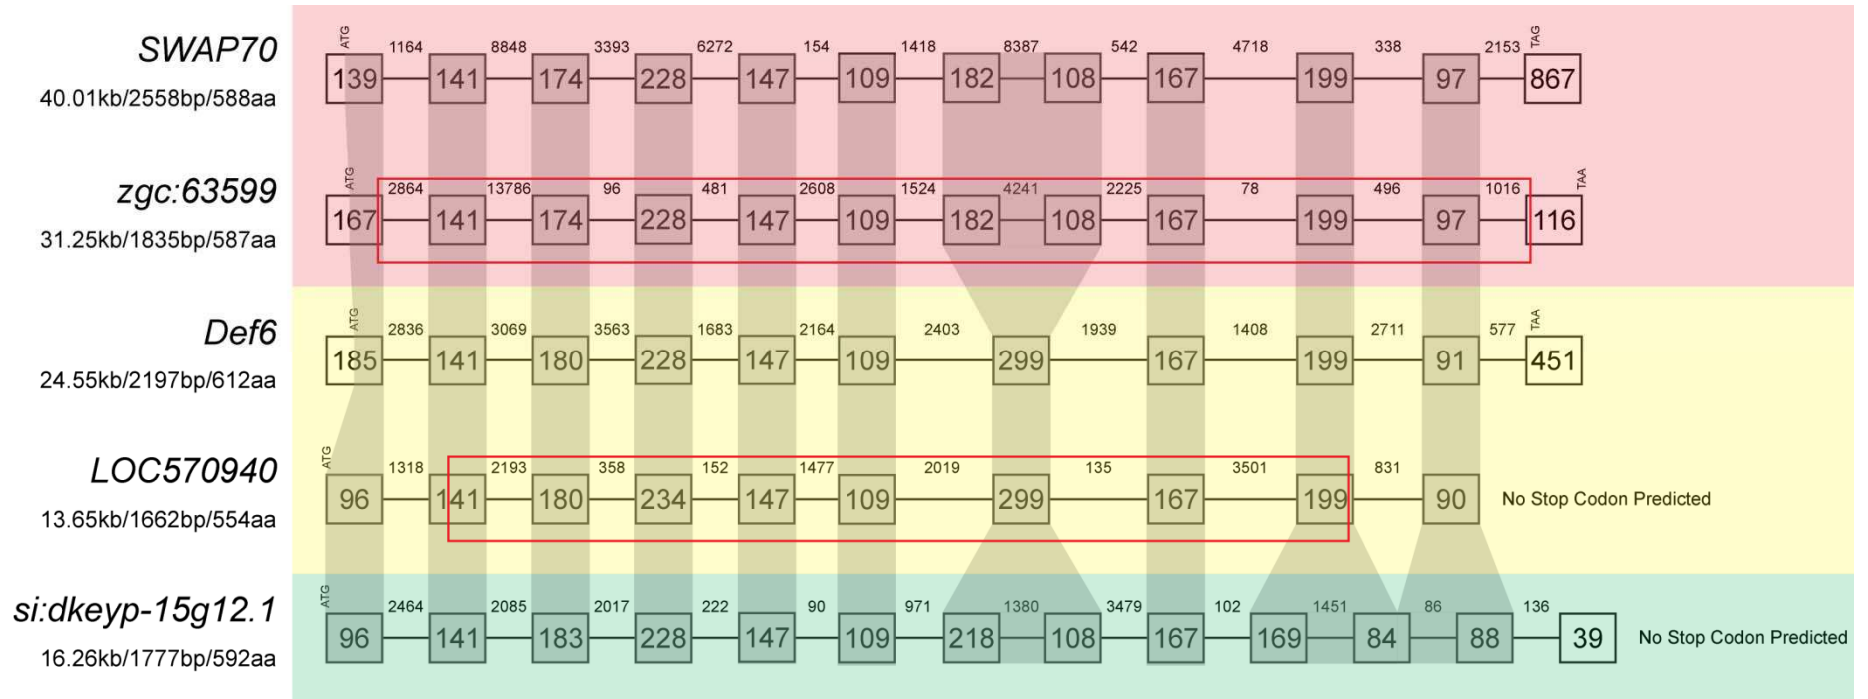 SWAP70
40.01kb/2558bp/588aa
ATG 1164 8848 3393 6272 154 1418 8387 542 4718 338 2153 TAG
139 141 174 228 147 109 182 108 167 199 97 867
zgc:63599
31.25kb/1835bp/587aa
ATG 2864 13786 96 481 2608 1524 4241 2225 78 496 1016 TAA
167 141 174 228 147 109 182 108 167 199 97 116
Def6
24.55kb/2197bp/612aa
ATG 2836 3069 3563 1683 2164 2403 1939 1408 2711 577 TAA
185 141 180 228 147 109 299 167 199 91 451
LOC570940
13.65kb/1662bp/554aa
ATG 1318 2193 358 152 1477 2019 135 3501 831
96 141 180 234 147 109 299 167 199 90 No Stop Codon Predicted
si:dkeyp-15g12.1
16.26kb/1777bp/592aa
ATG 2464 2085 2017 222 90 971 1380 3479 102 1451 86 136
96 141 183 228 147 109 218 108 167 169 84 88 39 No Stop Codon Predicted